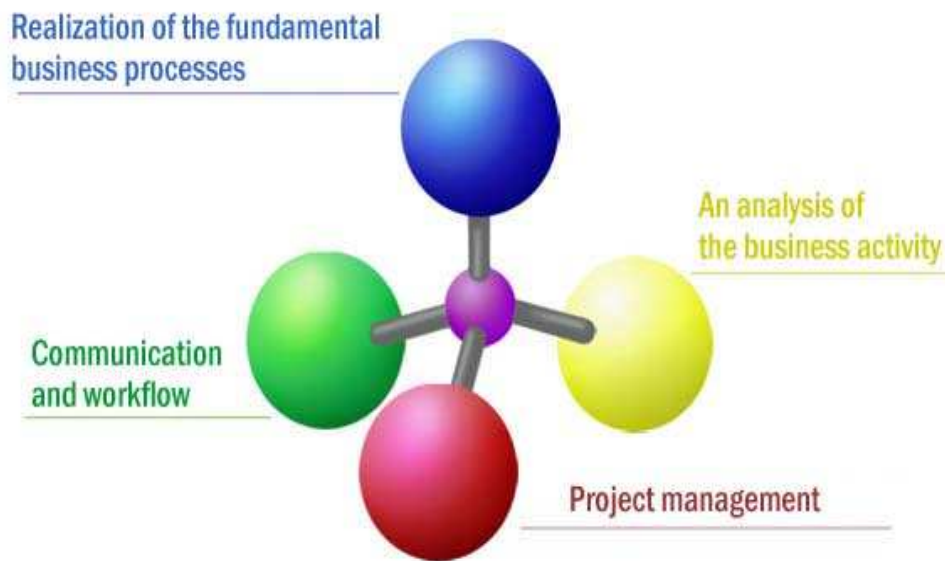 Realization of the fundamental
business processes
An analysis of
the business activity
Communication
and workflow
Project management